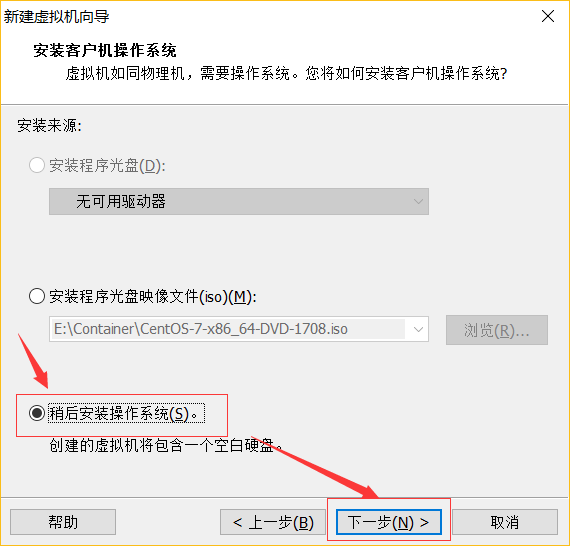 新建虚拟机向导
安装客户机操作系统
虚拟机如同物理机，需要操作系统。您将如何安装客户机操作系统?
安装来源:
安装程序光盘(D):
无可用驱动器
安装程序光盘映像文件(iso)(M):
E:\Container\CentOS-7-x86_64-DVD-1708.iso
浏览(R)...
稍后安装操作系统(S)。
创建的虚拟机将包含一个空白硬盘。
帮助
< 上一步(B)
下一步(N) >
取消